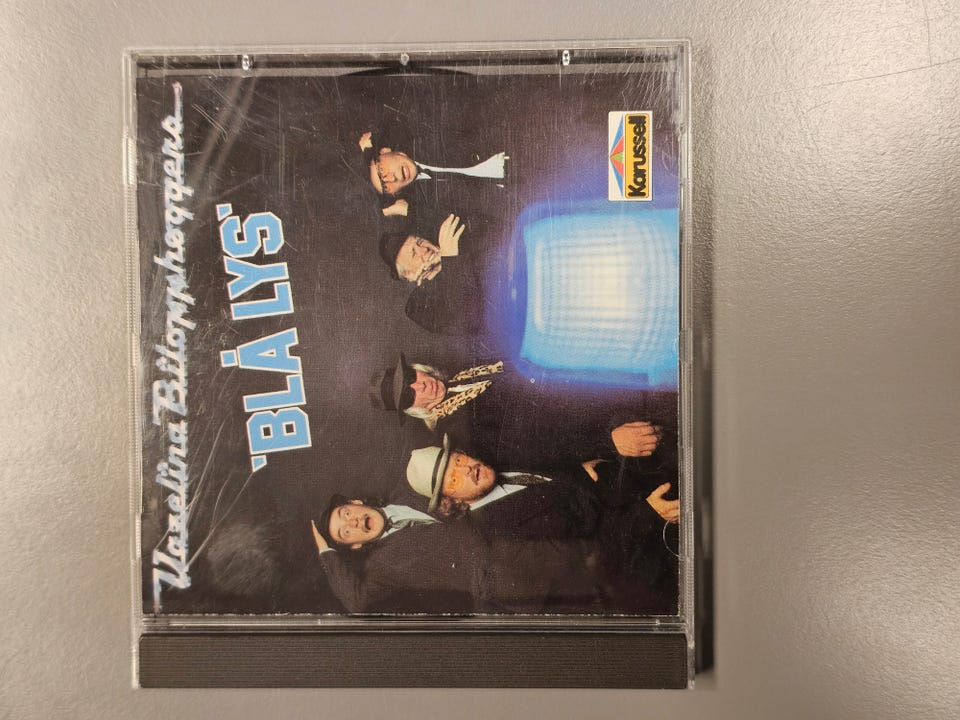 Vazelina Bilopphøggers
'BLÅ LYS'
Karussell